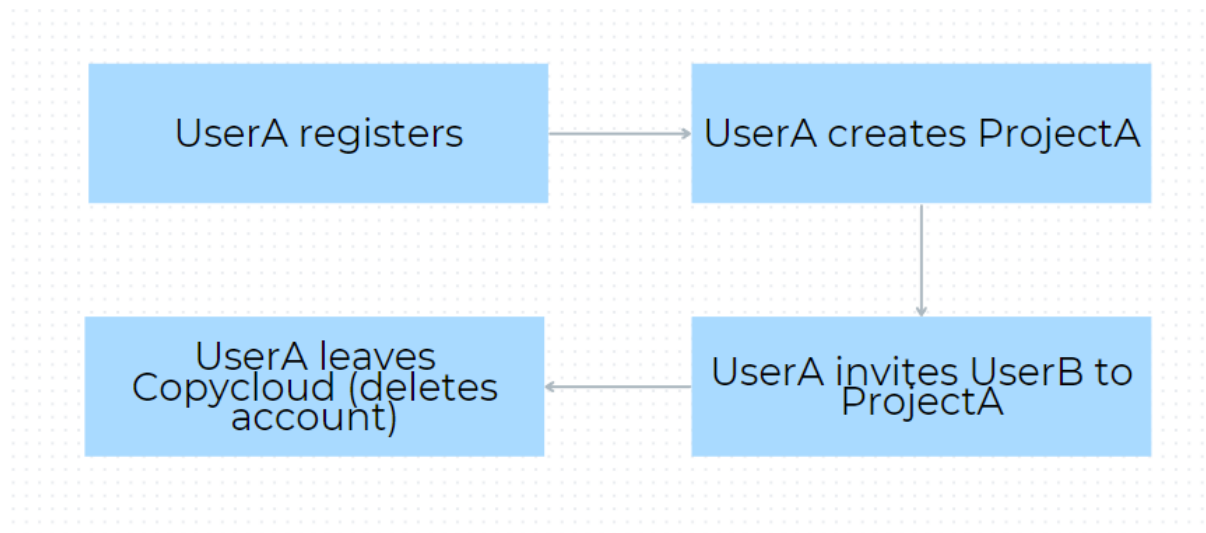 UserA registers
UserA creates ProjectA
UserA invites UserB to
ProjectA
UserA leaves
Copycloud (deletes
account)